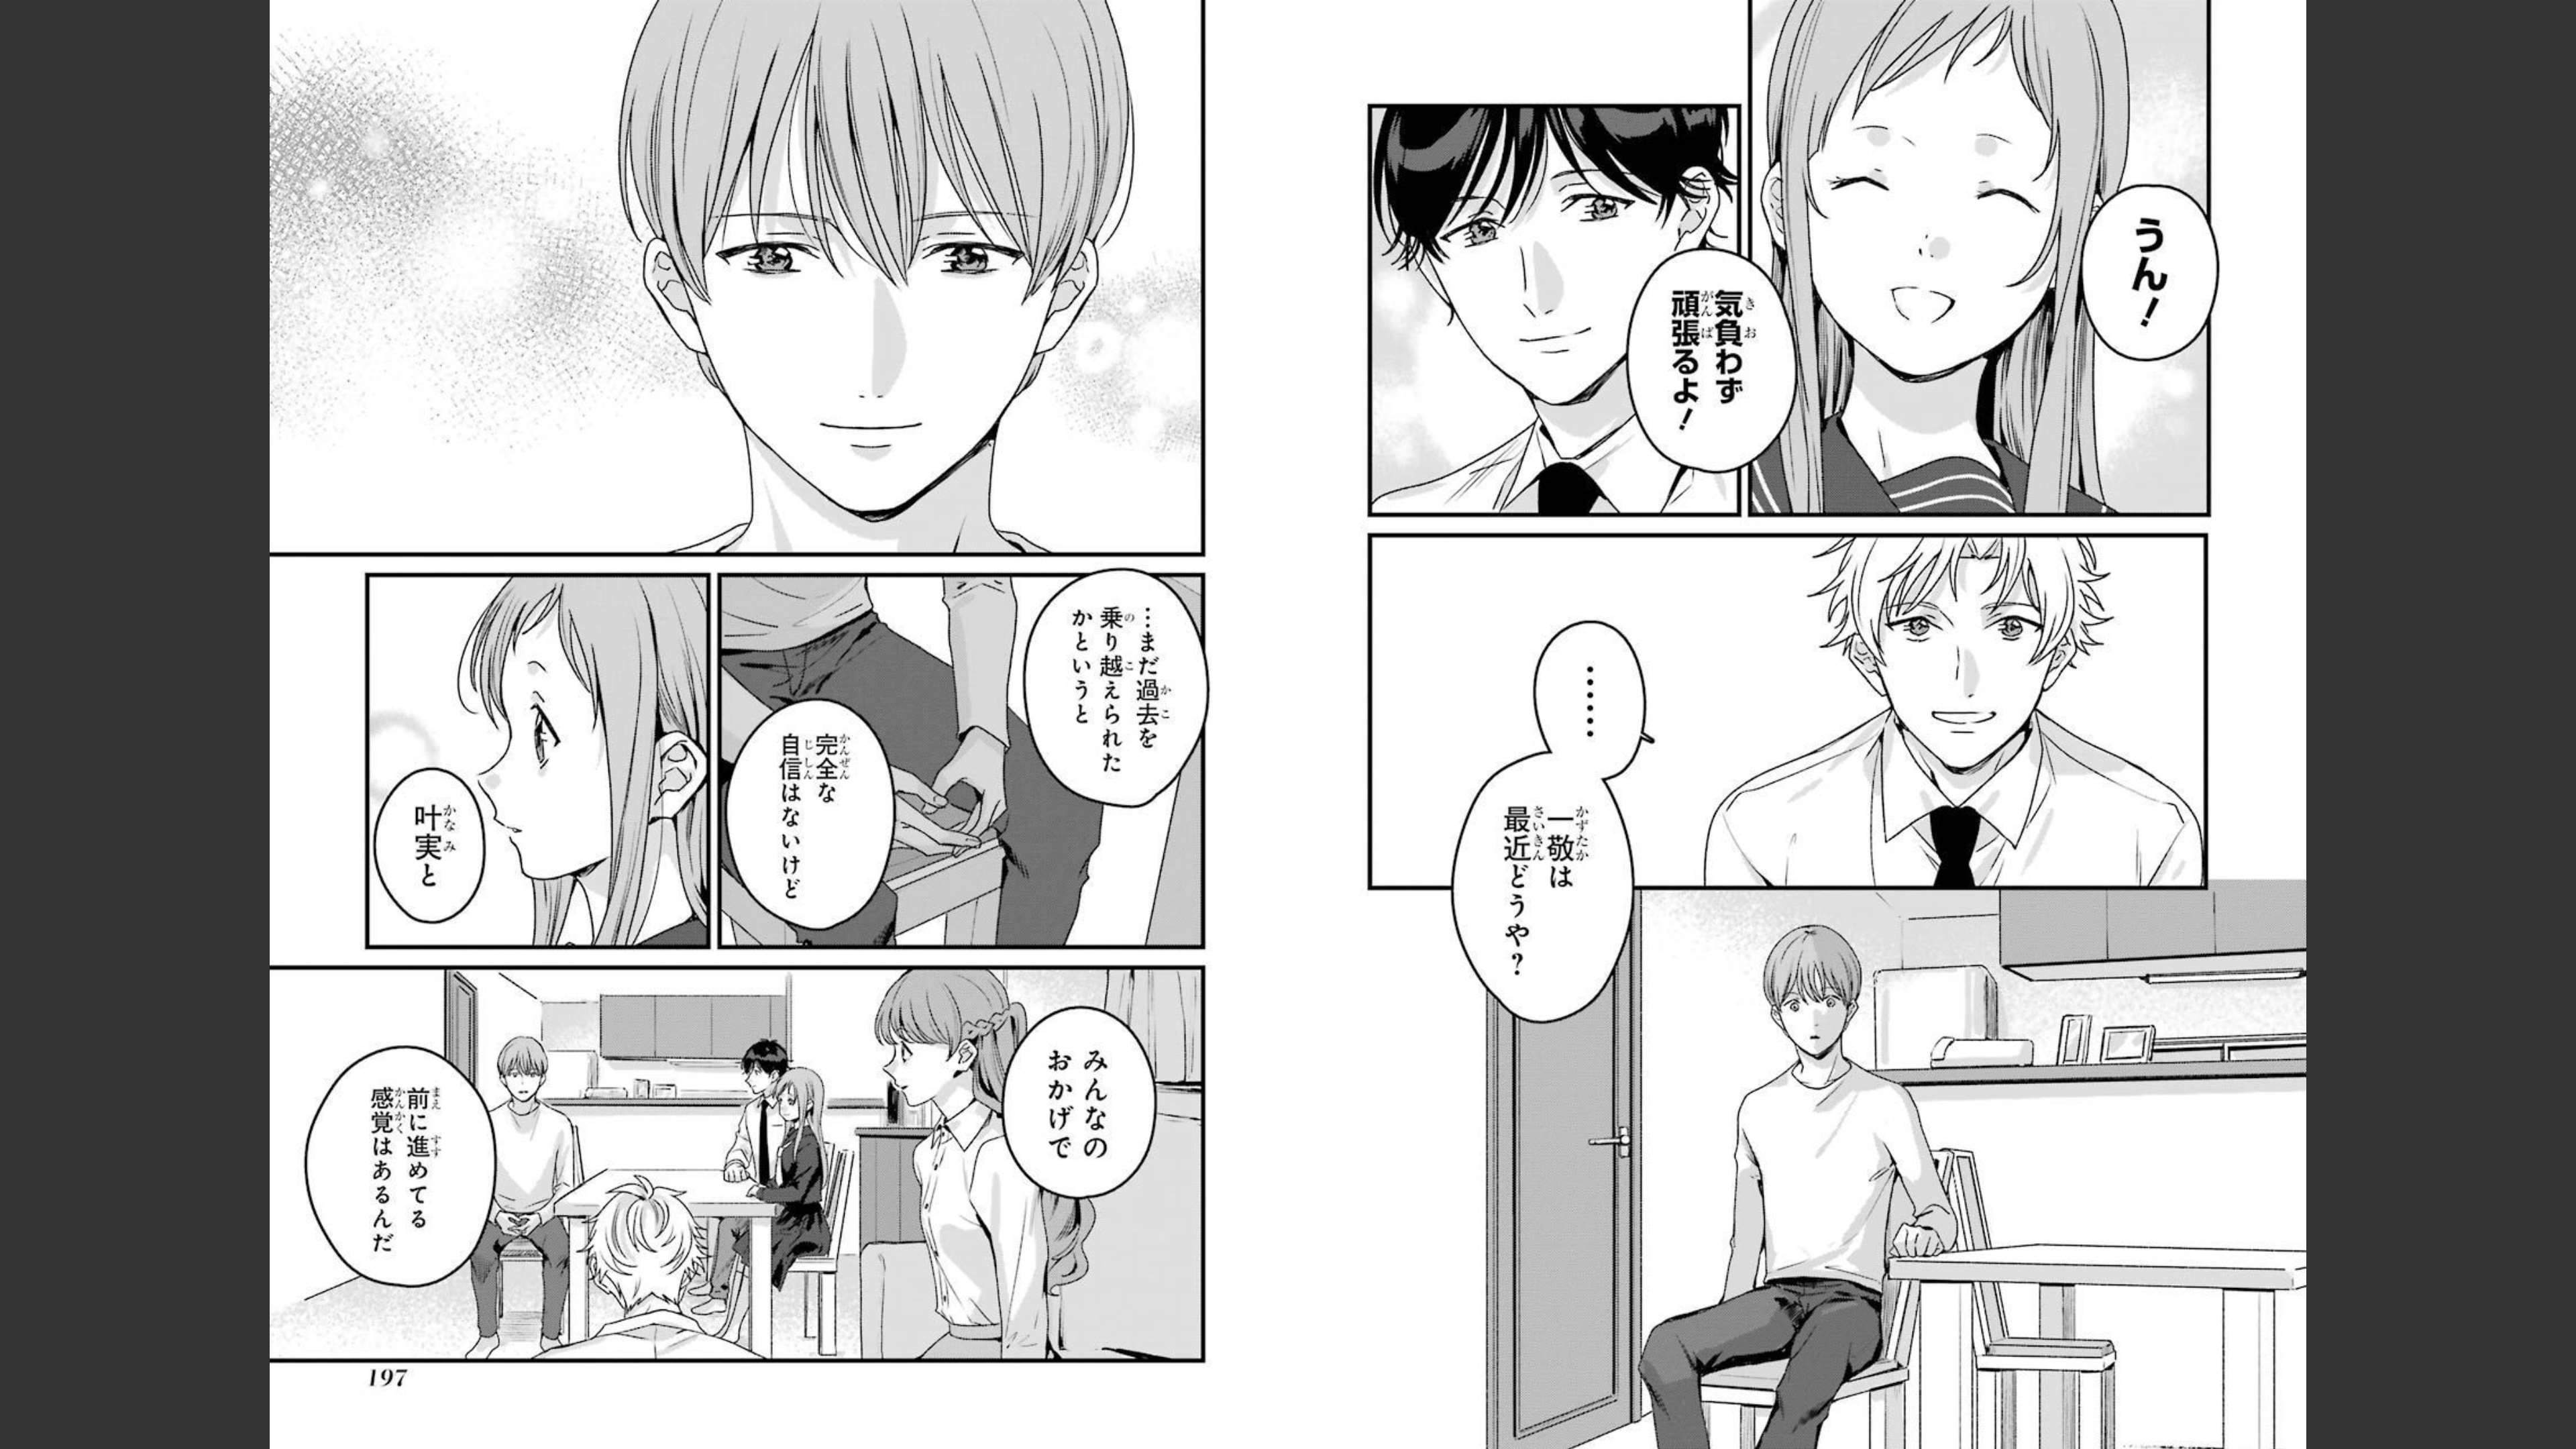 うん！
気負わず
頑張るよ！
……
一敬は
最近どうや？
…まだ過去を
乗り越えられた
かというと
完全な
自信はないけど
叶実と
みんなの
おかげで
前に進めてる
感覚はあるんだ
197